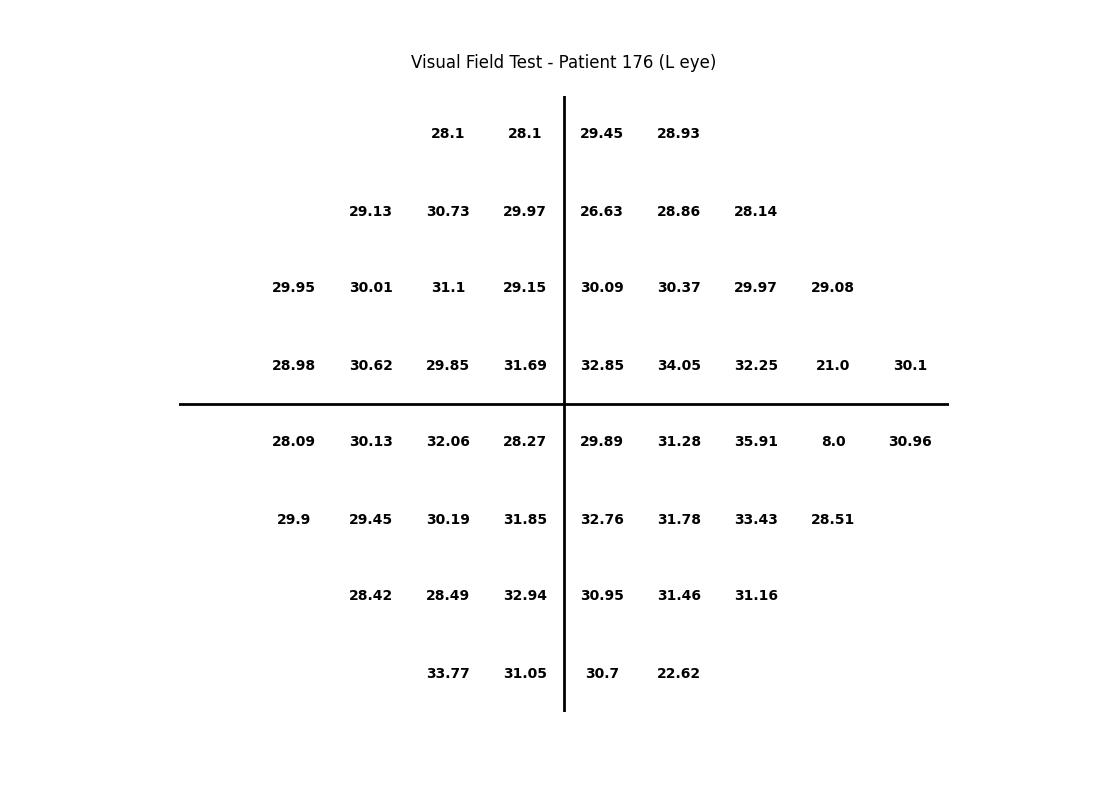 Visual Field Test - Patient 176 (L eye)
28.1 28.1 29.45 28.93
29.13 30.73 29.97 26.63 28.86 28.14
29.95 30.01 31.1 29.15 30.09 30.37 29.97 29.08
28.98 30.62 29.85 31.69 32.85 34.05 32.25 21.0 30.1
28.09 30.13 32.06 28.27 29.89 31.28 35.91 8.0 30.96
29.9 29.45 30.19 31.85 32.76 31.78 33.43 28.51
28.42 28.49 32.94 30.95 31.46 31.16
33.77 31.05 30.7 22.62